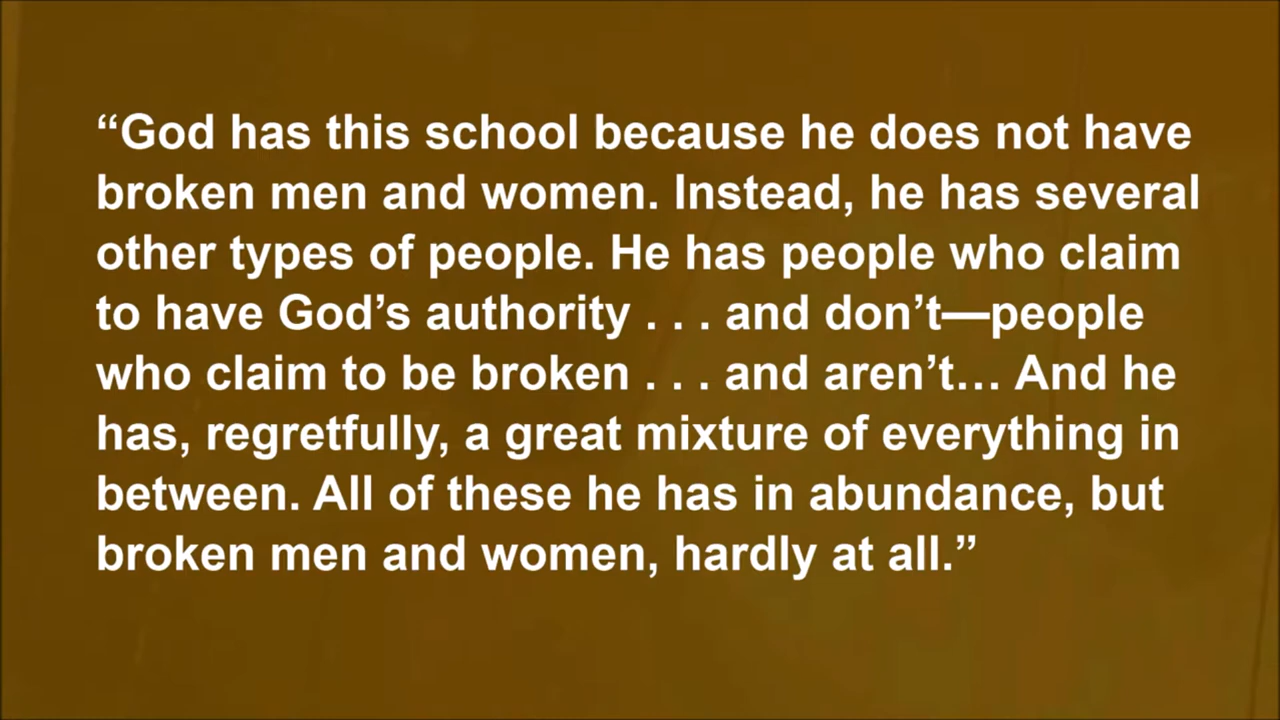 “God has this school because he does not have
broken men and women. Instead, he has several
other types of people. He has people who claim
to have God’s authority . . . and don’t—people
who claim to be broken . . . and aren’t… And he
has, regretfully, a great mixture of everything in
between. All of these he has in abundance, but
broken men and women, hardly at all.”